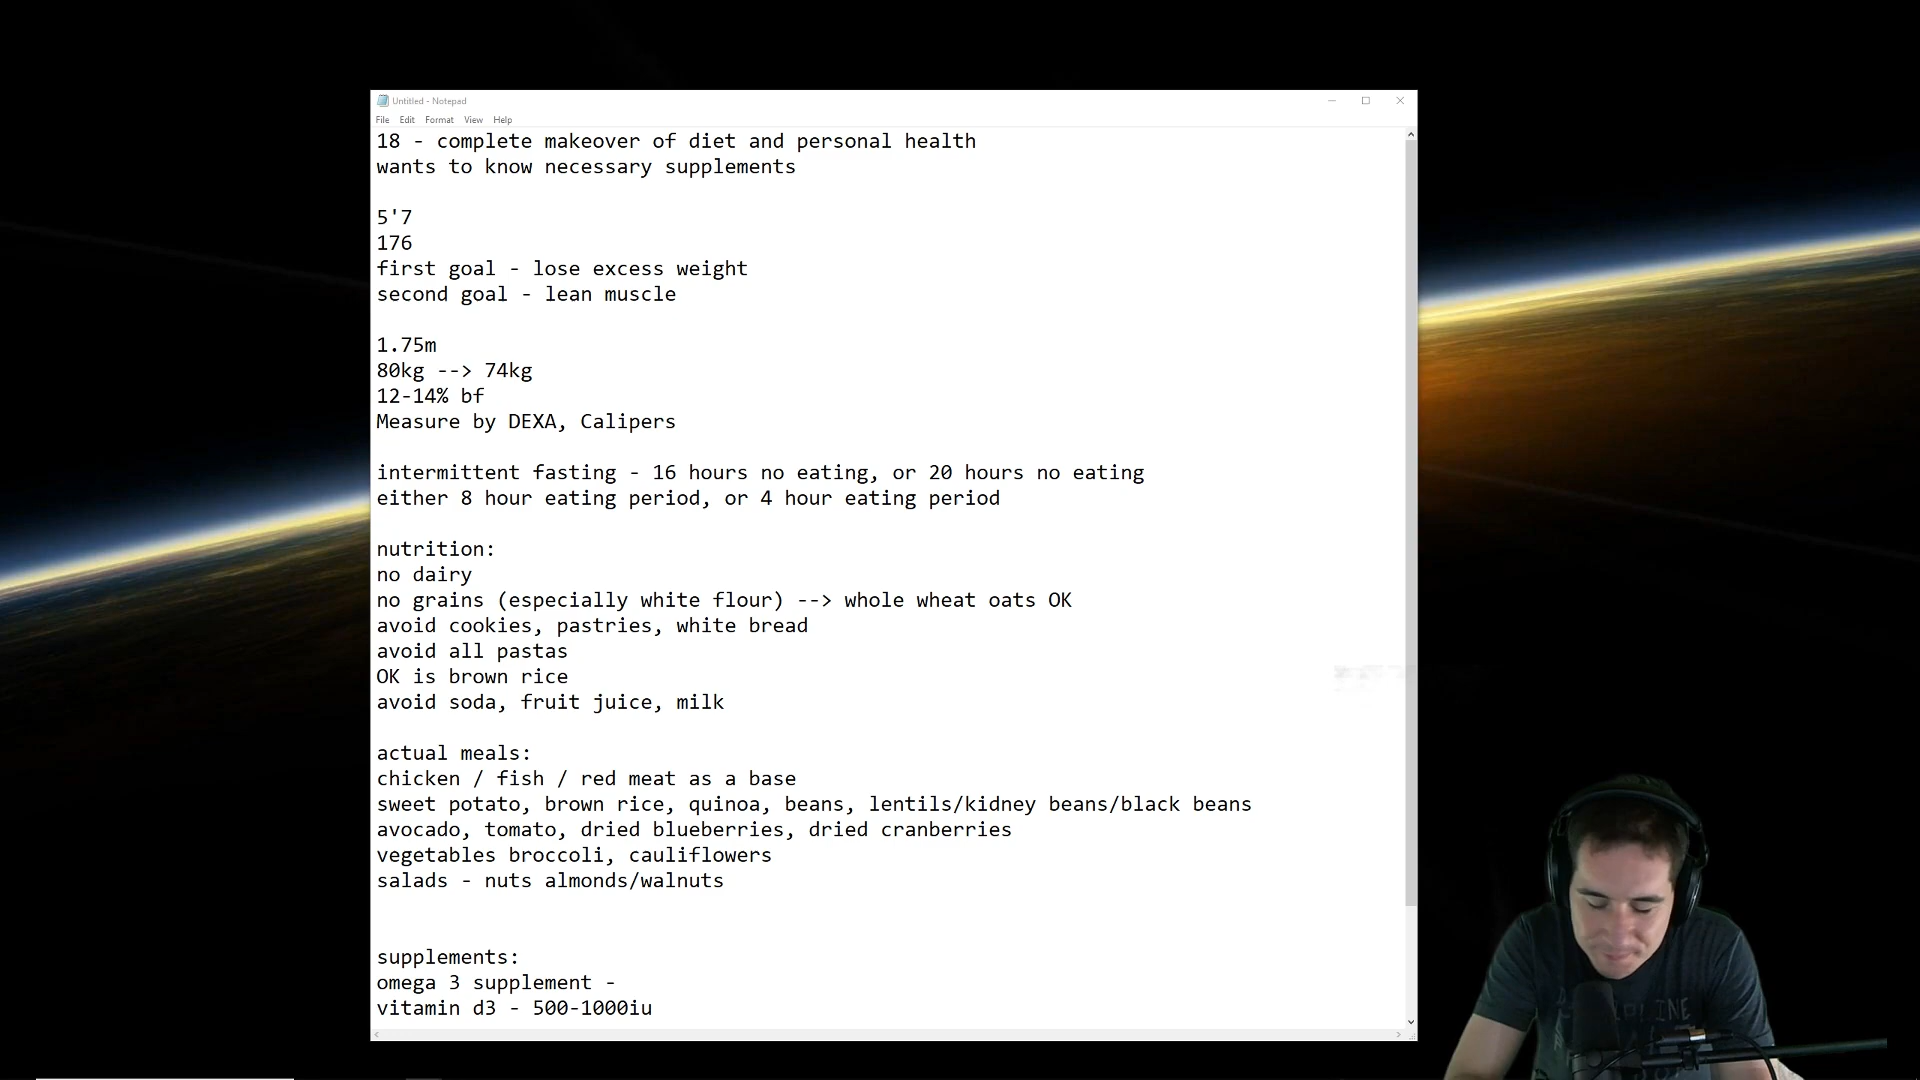 Untitled - Notepad
File Edit Format View Help
18 - complete makeover of diet and personal health
wants to know necessary supplements
5'7
176
first goal - lose excess weight
second goal - lean muscle
1.75m
80kg --> 74kg
12-14% bf
Measure by DEXA, Calipers
intermittent fasting - 16 hours no eating, or 20 hours no eating
either 8 hour eating period, or 4 hour eating period
nutrition:
no dairy
no grains (especially white flour) --> whole wheat oats OK
avoid cookies, pastries, white bread
avoid all pastas
OK is brown rice
avoid soda, fruit juice, milk
actual meals:
chicken / fish / red meat as a base
sweet potato, brown rice, quinoa, beans, lentils/kidney beans/black beans
avocado, tomato, dried blueberries, dried cranberries
vegetables broccoli, cauliflowers
salads - nuts almonds/walnuts
supplements:
omega 3 supplement -
vitamin d3 - 500-1000iu